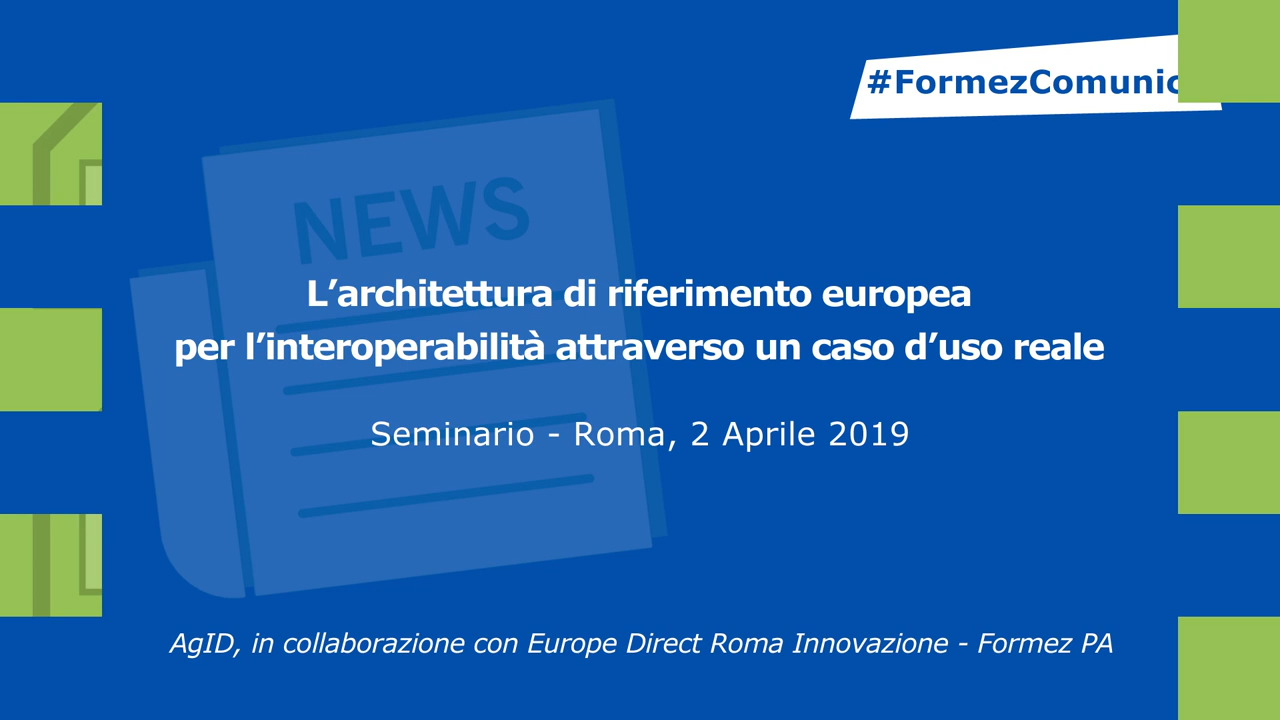 #FormezComunic
NEWS
L’architettura di riferimento europea
per l’interoperabilità attraverso un caso d’uso reale
Seminario - Roma, 2 Aprile 2019
AgID, in collaborazione con Europe Direct Roma Innovazione - Formez PA